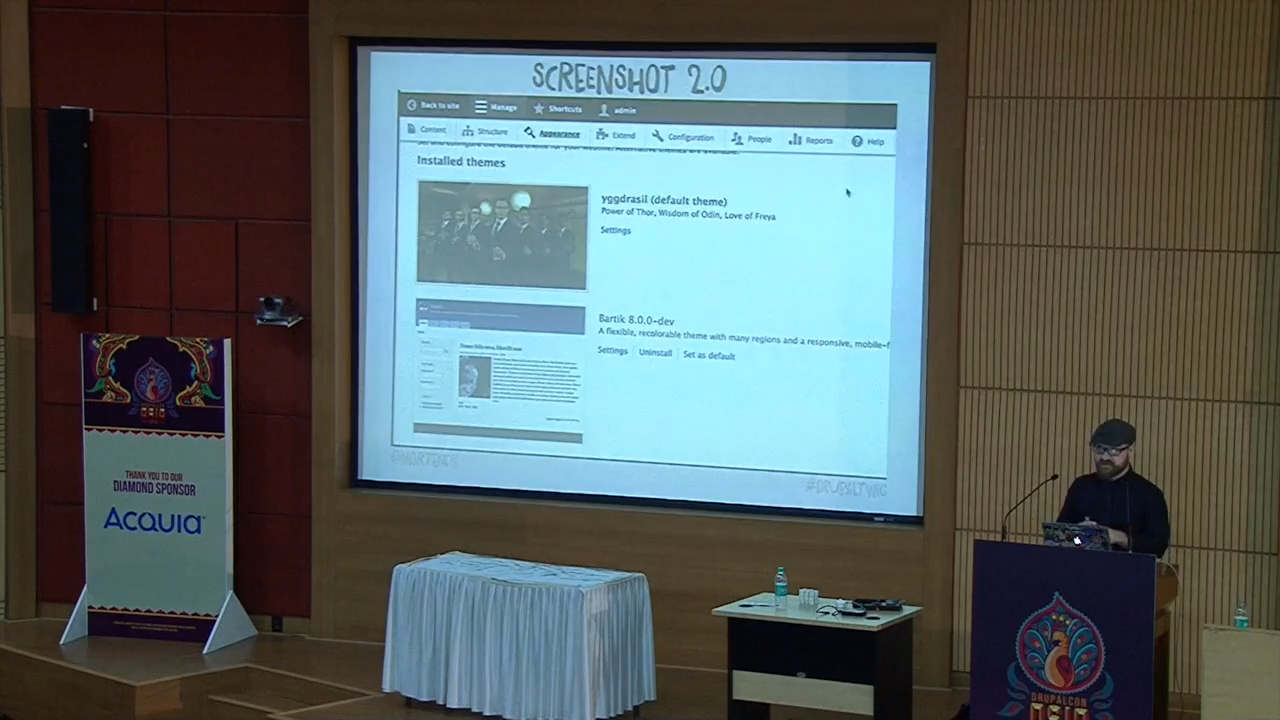 SCREENSHOT 2.0
Back to site Manage Shortcuts admin
Content Structure Appearance Extend Configuration People Reports Help
Installed themes
yggdrasil (default theme)
Power of Thor, Wisdom of Odin, Love of Freya
Settings
Bartik 8.0.0-dev
A flexible, recolorable theme with many regions and a responsive, mobile-f
Settings Uninstall Set as default
@MORTENDK
#DRUPALTWIG
THANK YOU TO OUR
DIAMOND SPONSOR
ACQUIA
DRUPALCON
ASIA